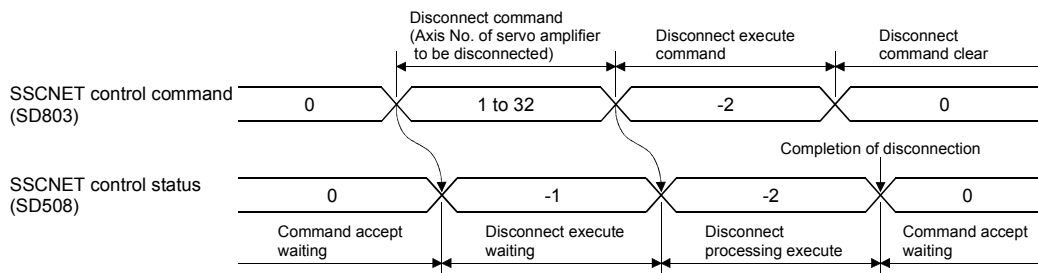 Disconnect command
(Axis No. of servo amplifier
to be disconnected)
Disconnect execute
command
Disconnect
command clear
SSCNET control command
(SD803)
0
1 to 32
-2
0
Completion of disconnection
SSCNET control status
(SD508)
0
-1
-2
0
Command accept
waiting
Disconnect execute
waiting
Disconnect
processing execute
Command accept
waiting